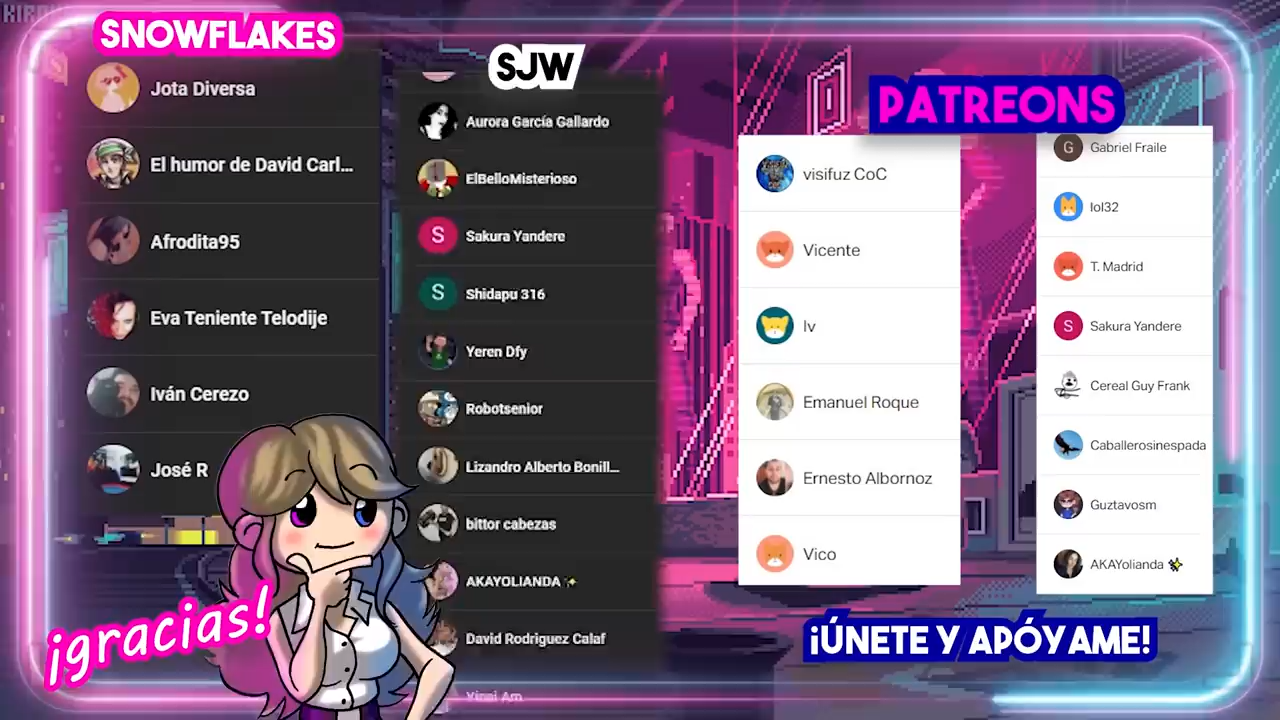 SNOWFLAKES
Jota Diversa
El humor de David Carl...
Afrodita95
Eva Teniente Telodije
Iván Cerezo
José R
SJW
Aurora García Gallardo
ElBelloMisterioso
S
Sakura Yandere
S
Shidapu 316
Yeren Dfy
Robotsenior
Lizandro Alberto Bonill...
bittor cabezas
AKAYOLIANDA ✨
David Rodriguez Calaf
PATREONS
visifuz CoC
Vicente
Iv
Emanuel Roque
Ernesto Albornoz
Vico
G
Gabriel Fraile
lol32
T. Madrid
S
Sakura Yandere
Cereal Guy Frank
Caballerosinespada
Guztavosm
AKAYolianda ✨
¡gracias!
¡ÚNETE Y APÓYAME!